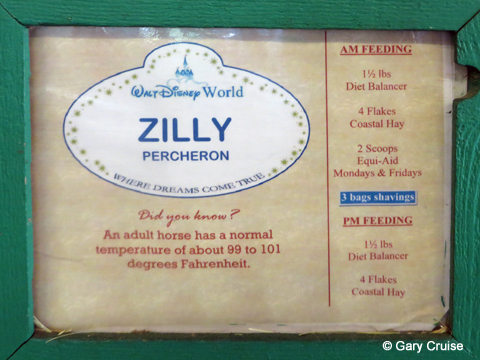 Walt Disney World
ZILLY
PERCHERON
WHERE DREAMS COME TRUE
Did you know?
An adult horse has a normal
temperature of about 99 to 101
degrees Fahrenheit.
AM FEEDING
1½ lbs
Diet Balancer
4 Flakes
Coastal Hay
2 Scoops
Equi-Aid
Mondays & Fridays
3 bags shavings
PM FEEDING
1½ lbs
Diet Balancer
4 Flakes
Coastal Hay
© Gary Cruise